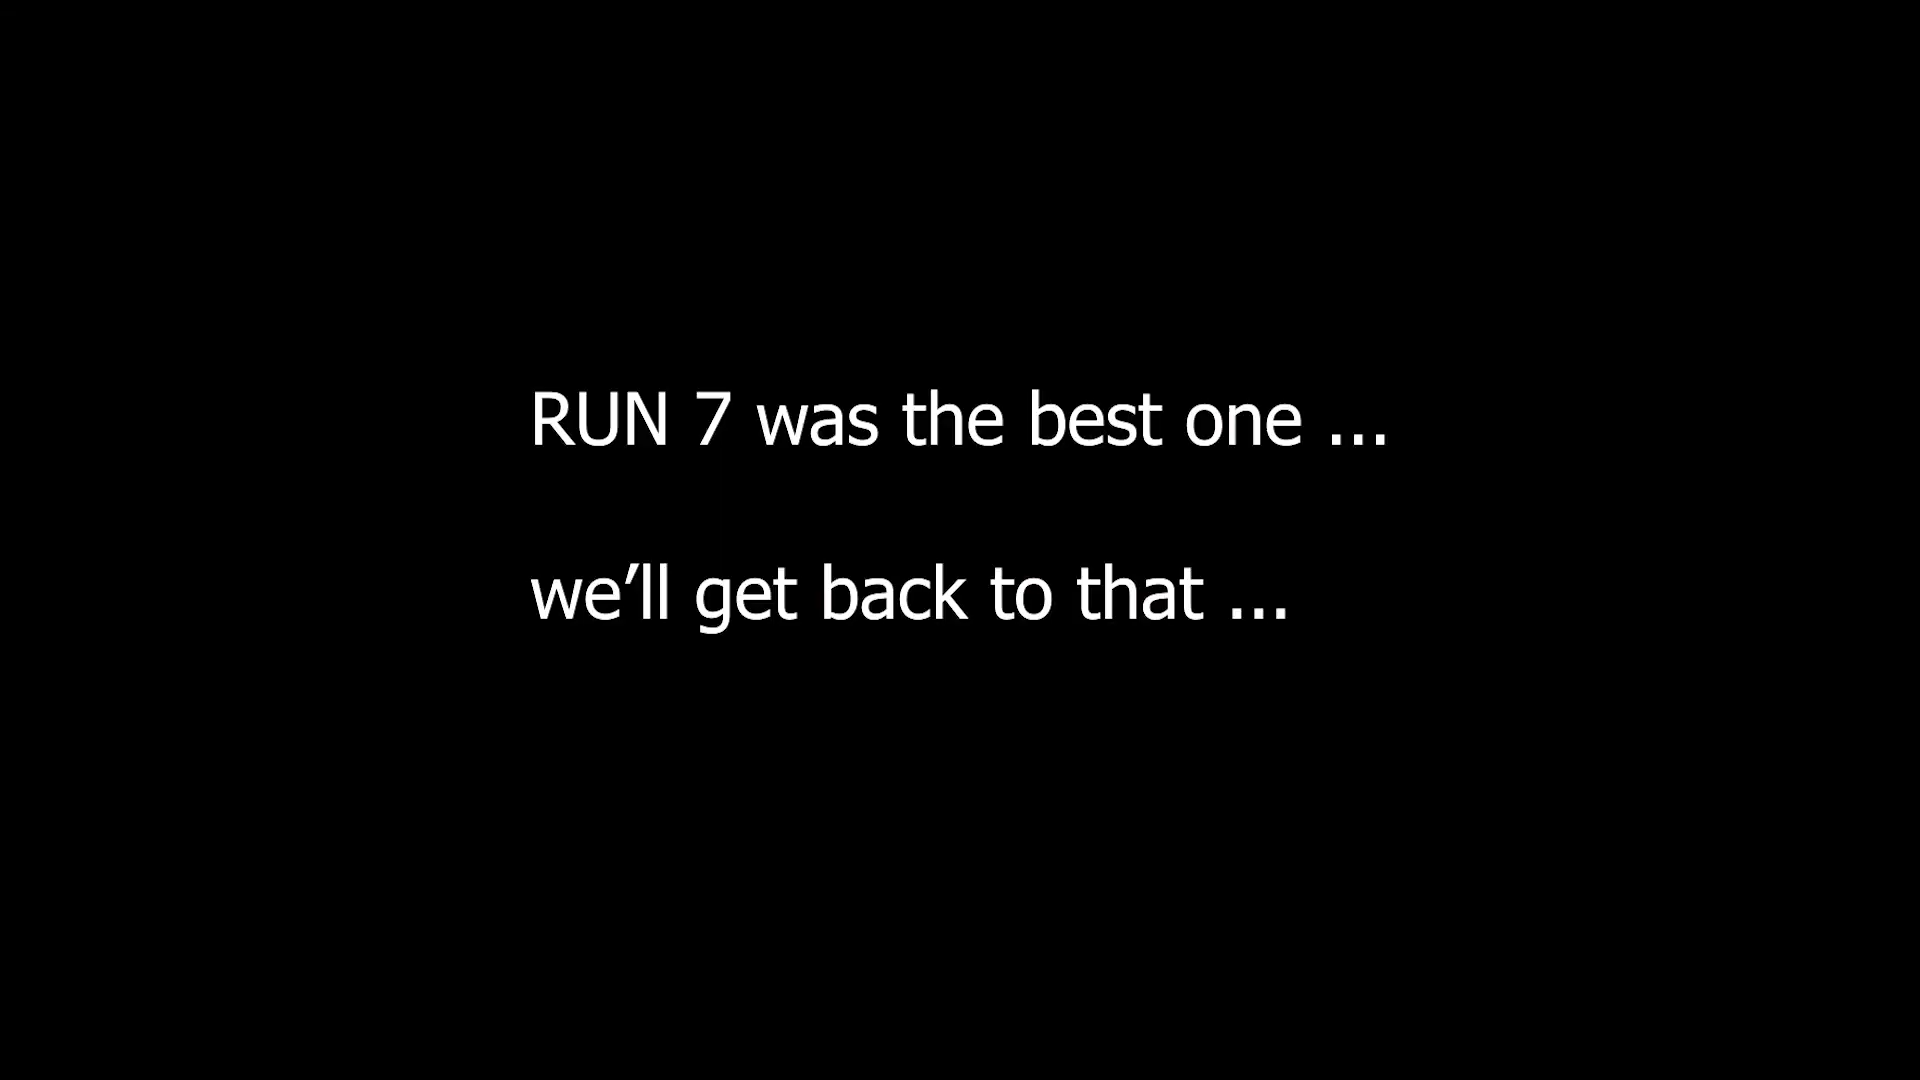 RUN 7 was the best one ...
we’ll get back to that ...